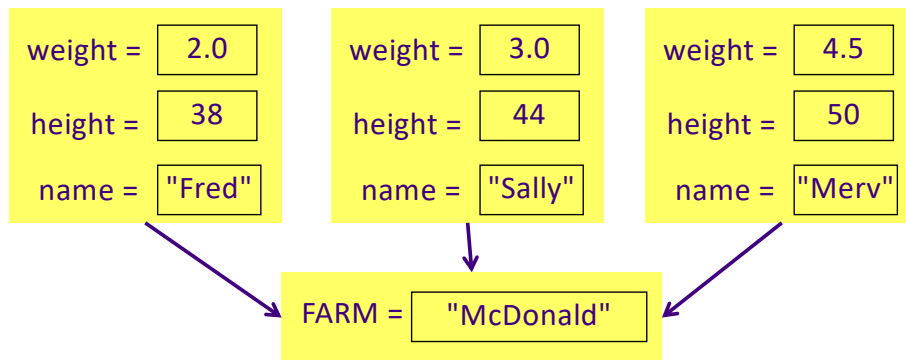 weight = 2.0
height = 38
name = "Fred"
weight = 3.0
height = 44
name = "Sally"
weight = 4.5
height = 50
name = "Merv"
FARM = "McDonald"